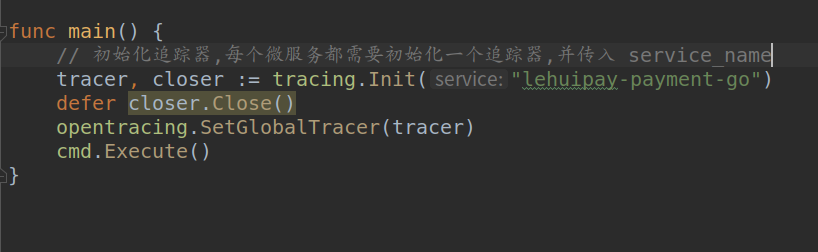 func main() {
// 初始化追踪器,每个微服务都需要初始化一个追踪器,并传入 service_name
tracer, closer := tracing.Init( service: "lehuipay-payment-go")
defer closer.Close()
opentracing.SetGlobalTracer(tracer)
cmd.Execute()
}